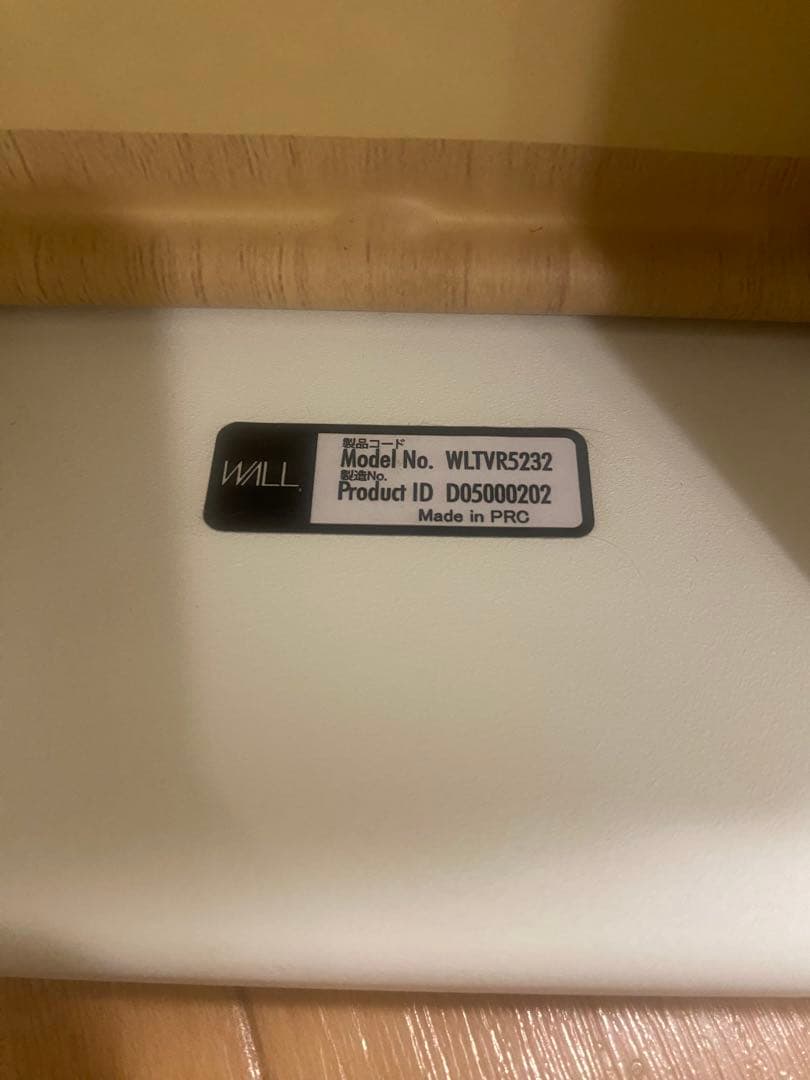 WALL
製品コード
Model No. WLTVR5232
製造No.
Product ID D05000202
Made in PRC